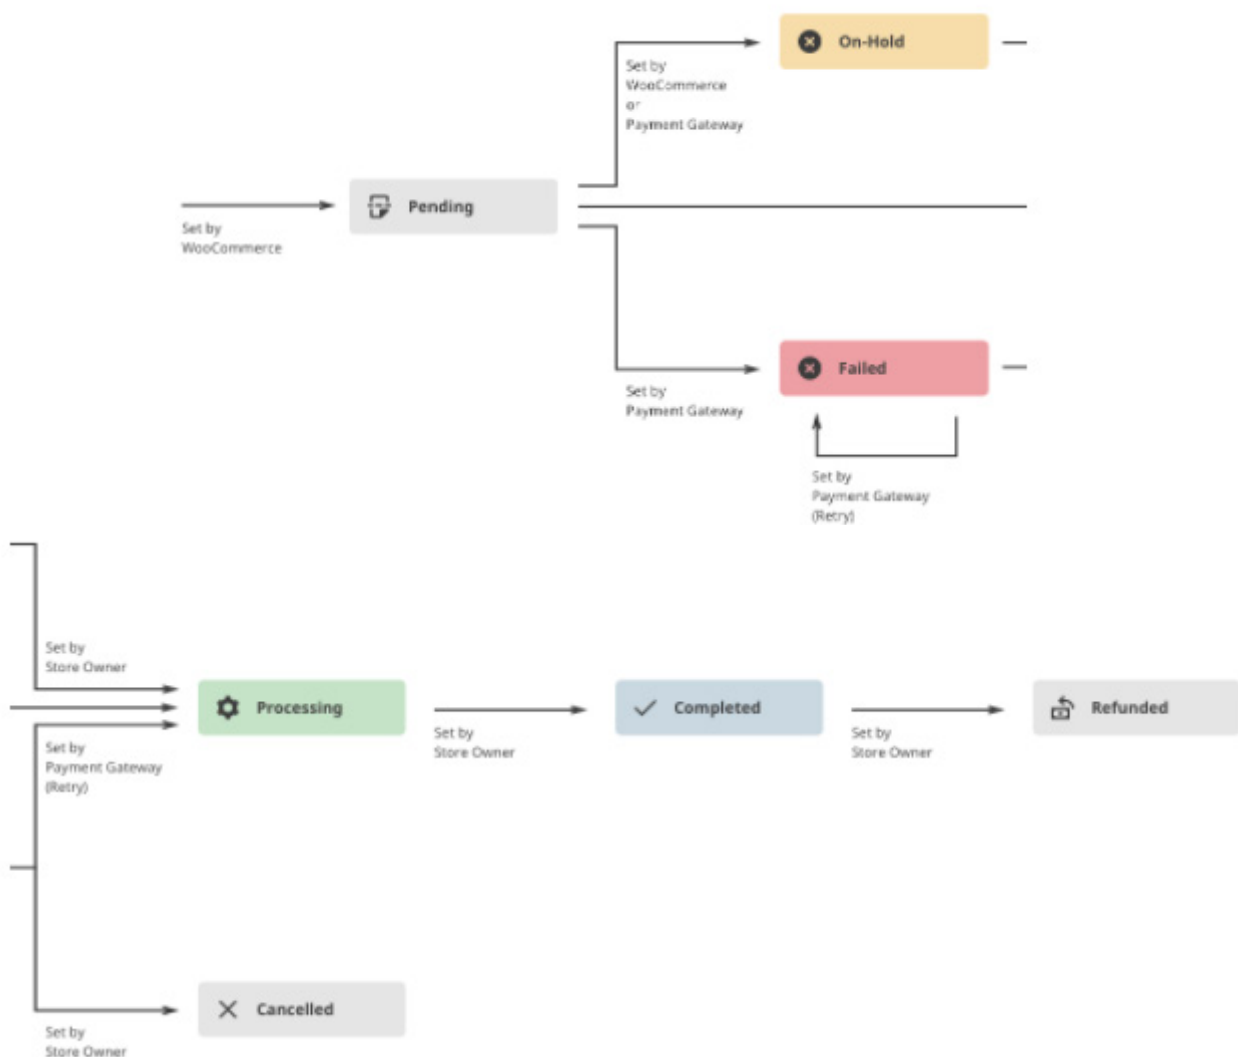 On-Hold
Set by
WooCommerce
or
Payment Gateway
Pending
Set by
WooCommerce
Failed
Set by
Payment Gateway
Set by
Payment Gateway
(Retry)
Set by
Store Owner
Processing
Completed
Refunded
Set by
Store Owner
Set by
Store Owner
Set by
Payment Gateway
(Retry)
Cancelled
Set by
Store Owner